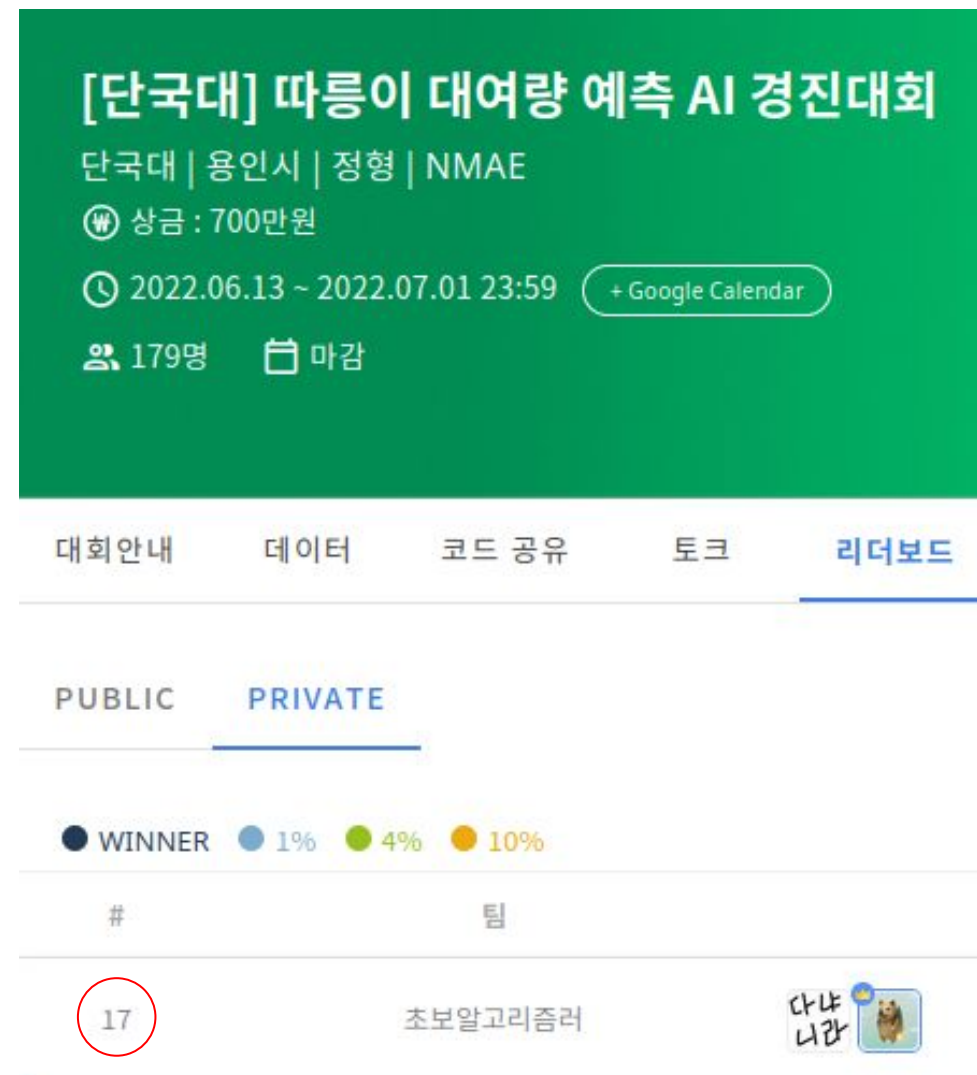 [단국대] 따릉이 대여량 예측 AI 경진대회
단국대 | 용인시 | 정형 | NMAE
₩ 상금 : 700만원
2022.06.13 ~ 2022.07.01 23:59 + Google Calendar
179명 마감
대회안내 데이터 코드 공유 토크 리더보드
PUBLIC PRIVATE
WINNER 1% 4% 10%
# 팀
17 초보알고리즘러 다냐
니라